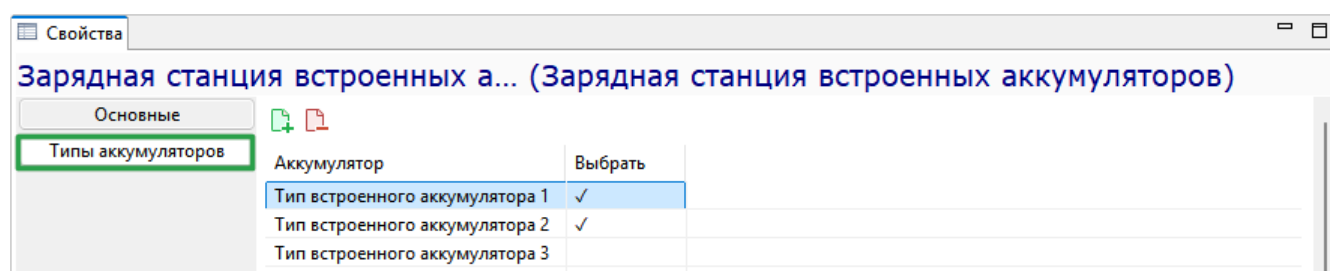 Свойства
Зарядная станция встроенных а... (Зарядная станция встроенных аккумуляторов)
Основные
Типы аккумуляторов
Аккумулятор Выбрать
Тип встроенного аккумулятора 1 ✓
Тип встроенного аккумулятора 2 ✓
Тип встроенного аккумулятора 3